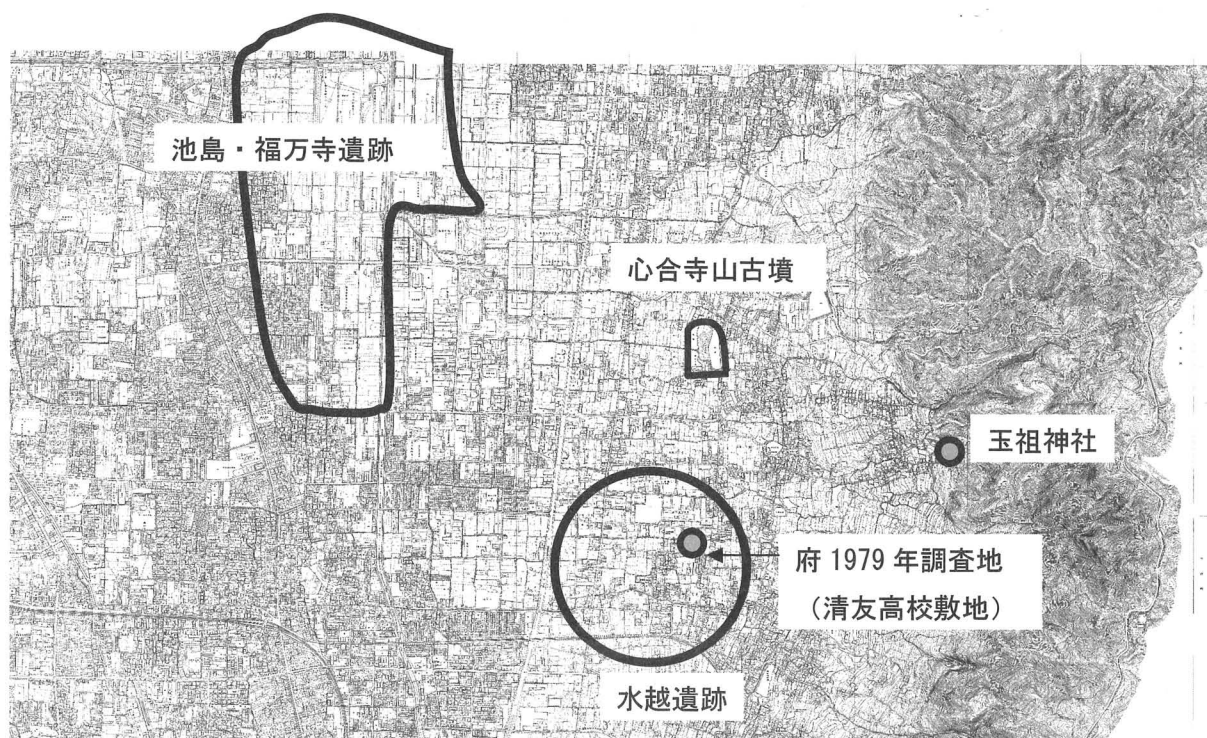 池島・福万寺遺跡
心合寺山古墳
玉祖神社
府 1979 年調査地
（清友高校敷地）
水越遺跡